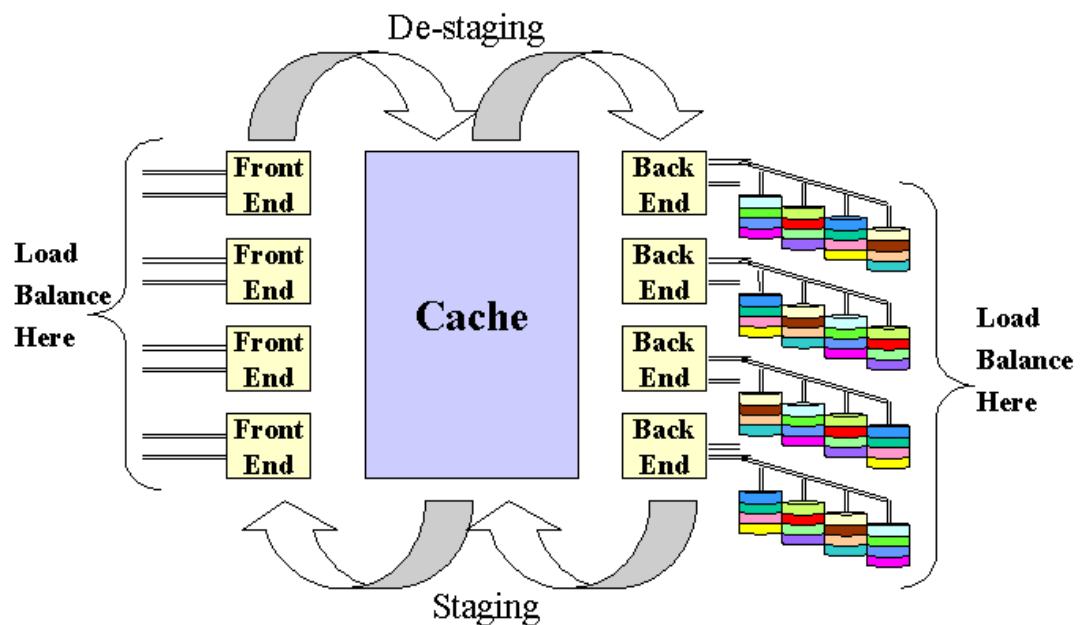 De-staging
Front
End
Back
End
Front
End
Back
End
Load
Balance
Here
Cache
Load
Balance
Here
Front
End
Back
End
Front
End
Back
End
Staging